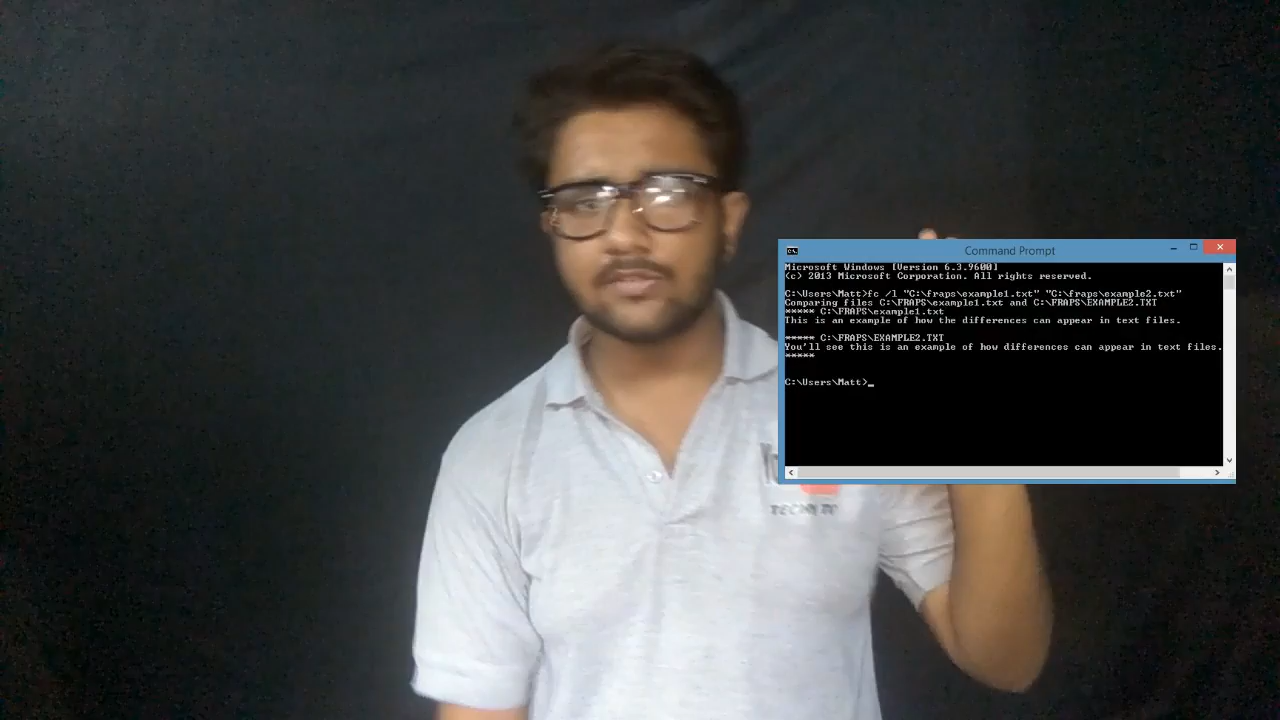 Command Prompt
Microsoft Windows [Version 6.3.9600]
(c) 2013 Microsoft Corporation. All rights reserved.
C:\Users\Matt>fc /l "C:\fraps\example1.txt" "C:\fraps\example2.txt"
Comparing files C:\FRAPS\example1.txt and C:\FRAPS\EXAMPLE2.TXT
***** C:\FRAPS\example1.txt
This is an example of how the differences can appear in text files.
***** C:\FRAPS\EXAMPLE2.TXT
You'll see this is an example of how differences can appear in text files.
*****
C:\Users\Matt>_